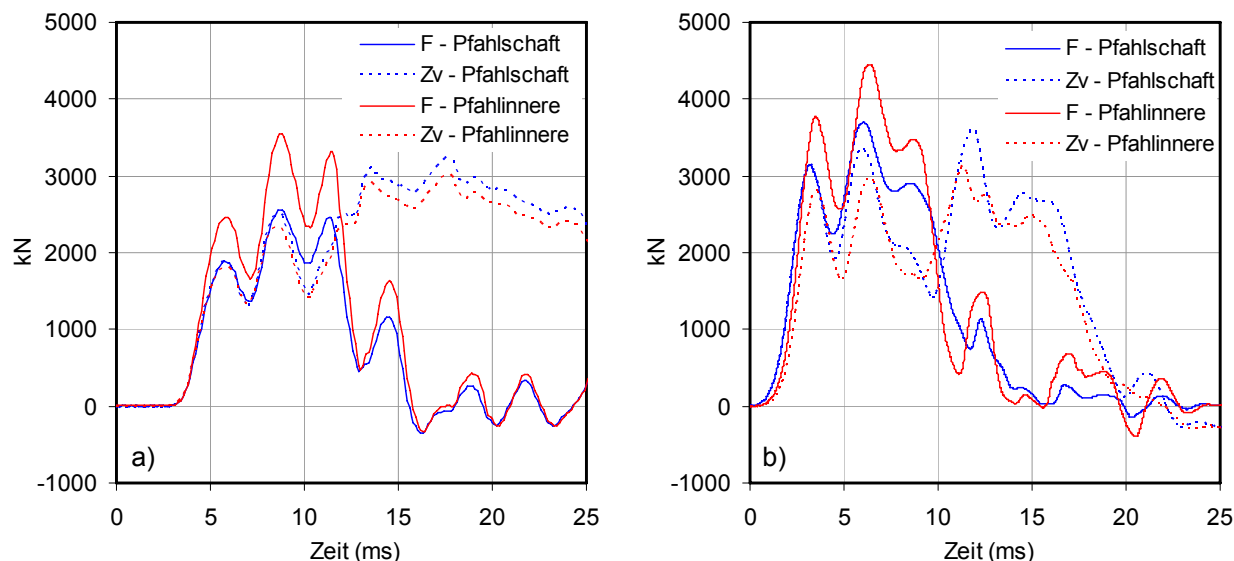 5000
4000
3000
2000
1000
0
-1000
kN
F - Pfahlschaft
Zv - Pfahlschaft
F - Pfahlinnere
Zv - Pfahlinnere
a)
0 5 10 15 20 25
Zeit (ms)
5000
4000
3000
2000
1000
0
-1000
kN
F - Pfahlschaft
Zv - Pfahlschaft
F - Pfahlinnere
Zv - Pfahlinnere
b)
0 5 10 15 20 25
Zeit (ms)